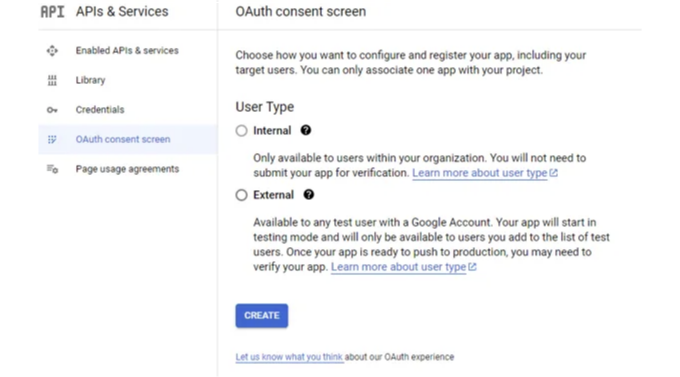 API APIs & Services
Enabled APIs & services
Library
Credentials
OAuth consent screen
Page usage agreements
OAuth consent screen
Choose how you want to configure and register your app, including your
target users. You can only associate one app with your project.
User Type
Internal
Only available to users within your organization. You will not need to
submit your app for verification. Learn more about user type
External
Available to any test user with a Google Account. Your app will start in
testing mode and will only be available to users you add to the list of test
users. Once your app is ready to push to production, you may need to
verify your app. Learn more about user type
CREATE
Let us know what you think about our OAuth experience